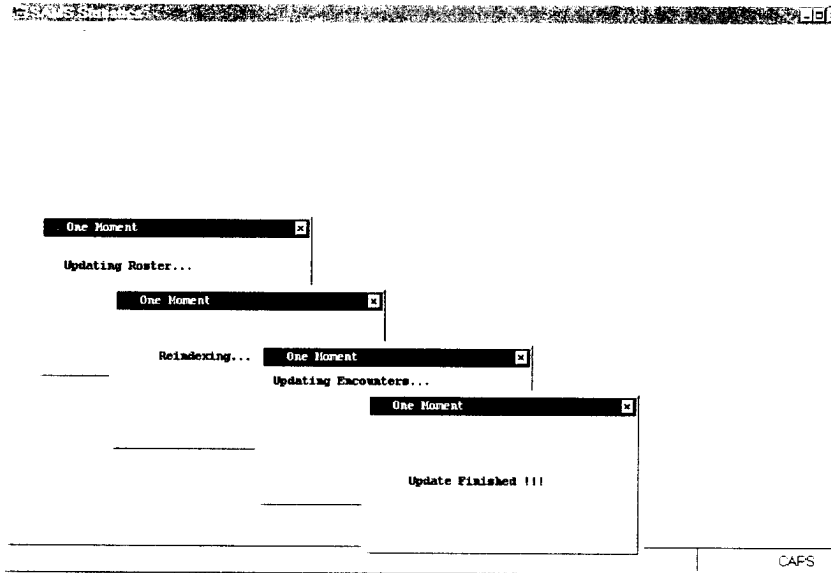 One Moment
Updating Roster...
One Moment
Reindexing...
One Moment
Updating Encounters...
One Moment
Update Finished !!!
CAPS